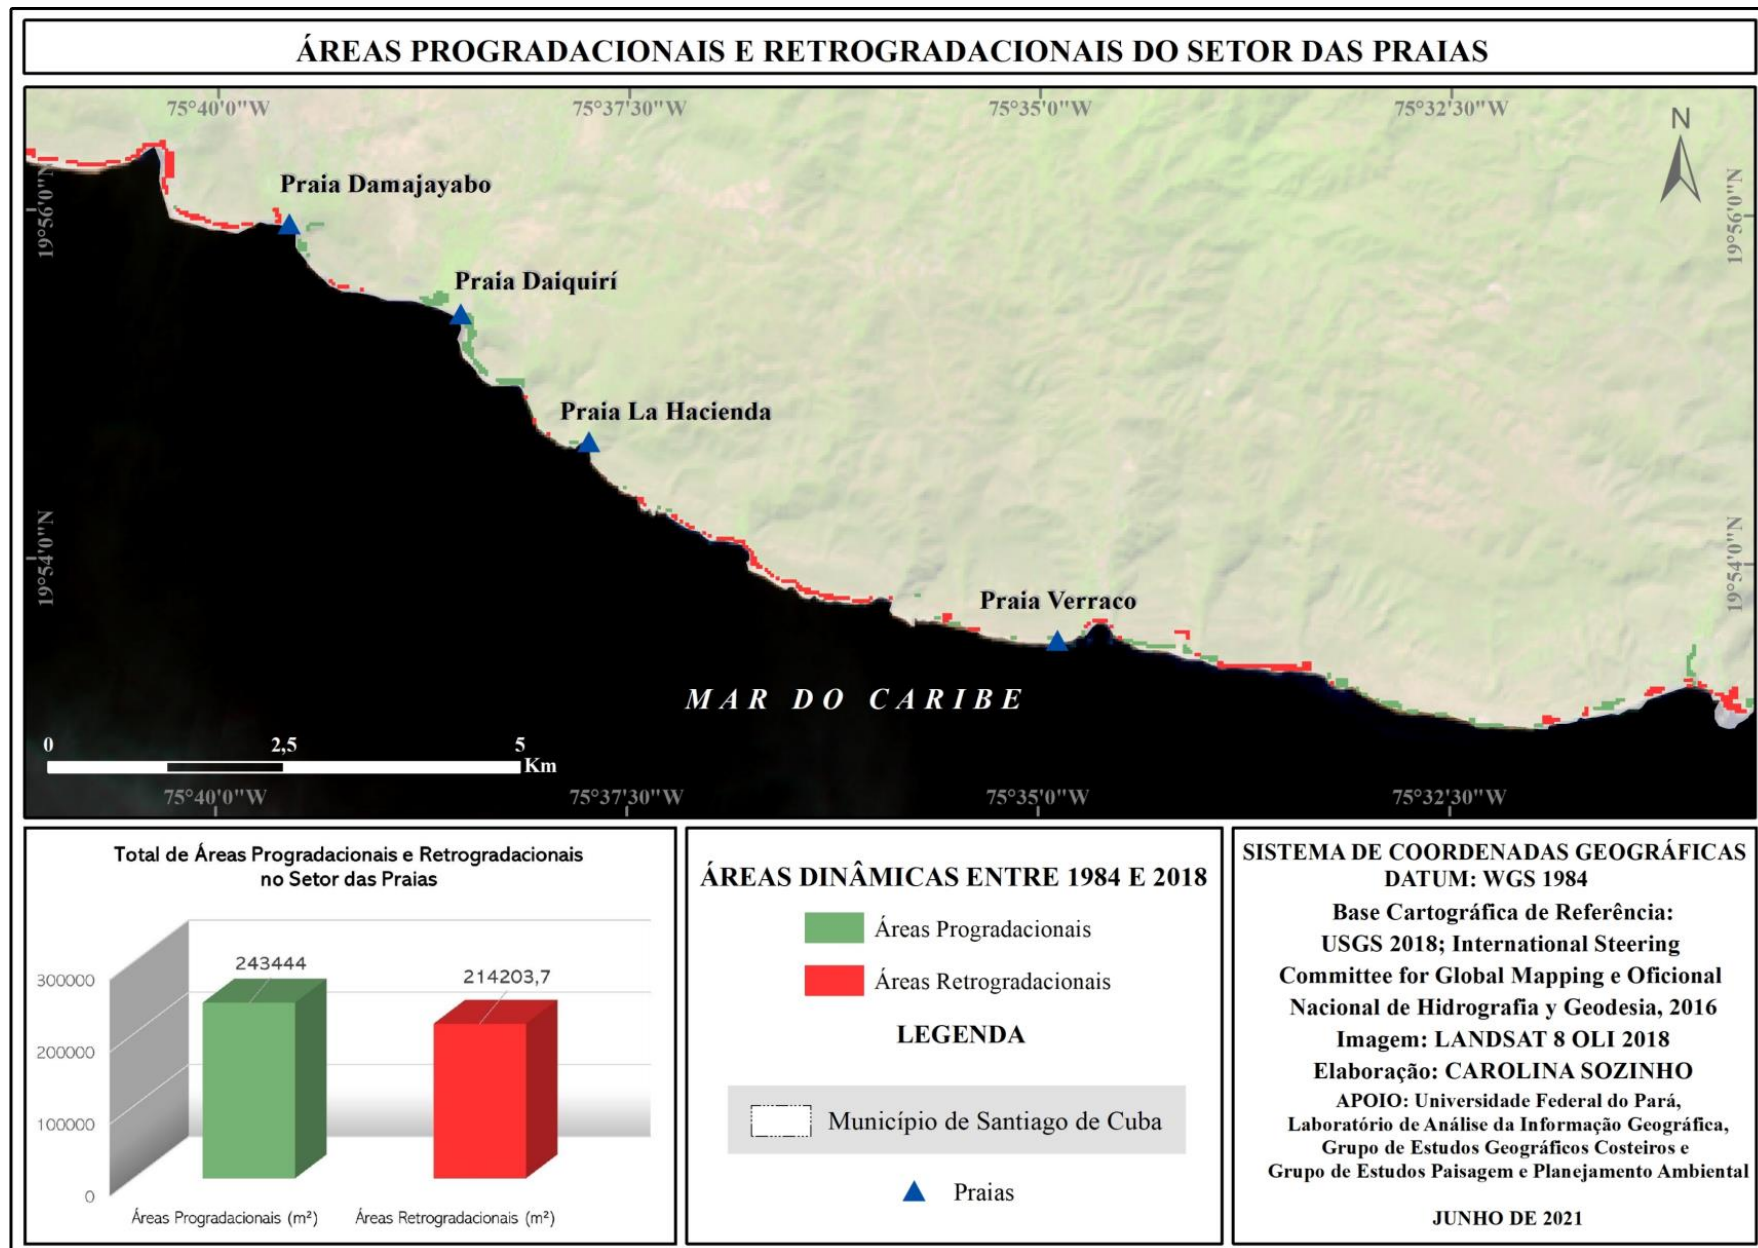 ÁREAS PROGRADACIONAIS E RETROGRADACIONAIS DO SETOR DAS PRAIAS
75°40'0"W
75°37'30"W
75°35'0"W
75°32'30"W
N
19°56'0"N
19°56'0"N
Praia Damajayabo
Praia Daiquirí
Praia La Hacienda
19°54'0"N
19°54'0"N
Praia Verraco
MAR DO CARIBE
0
2,5
5
Km
75°40'0"W
75°37'30"W
75°35'0"W
75°32'30"W
Total de Áreas Progradacionais e Retrogradacionais
no Setor das Praias
243444
214203,7
300000
200000
100000
0
Áreas Progradacionais (m²)
Áreas Retrogradacionais (m²)
ÁREAS DINÂMICAS ENTRE 1984 E 2018
Áreas Progradacionais
Áreas Retrogradacionais
LEGENDA
Município de Santiago de Cuba
Praias
SISTEMA DE COORDENADAS GEOGRÁFICAS
DATUM: WGS 1984
Base Cartográfica de Referência:
USGS 2018; International Steering
Committee for Global Mapping e Oficional
Nacional de Hidrografia y Geodesia, 2016
Imagem: LANDSAT 8 OLI 2018
Elaboração: CAROLINA SOZINHO
APOIO: Universidade Federal do Pará,
Laboratório de Análise da Informação Geográfica,
Grupo de Estudos Geográficos Costeiros e
Grupo de Estudos Paisagem e Planejamento Ambiental
JUNHO DE 2021